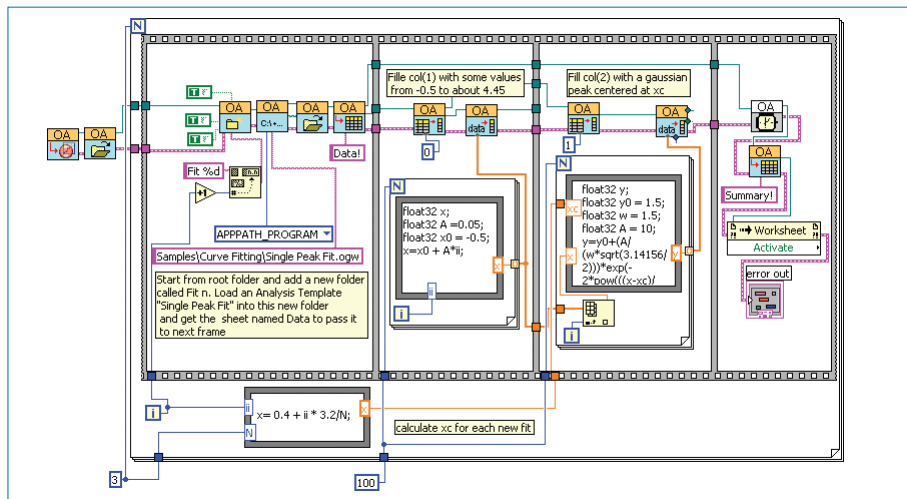 N
Fille col(1) with some values
from -0.5 to about 4.45
Fill col(2) with a gaussian
peak centered at xc
T
T
T
OA
OA
OA
OA
OA
OA
C:\+...
OA
OA
OA
data
OA
OA
data
OA
OA
Data!
0
1
Fit %d
+1
APPPATH_PROGRAM
Samples\Curve Fitting\Single Peak Fit.ogw
Start from root folder and add a new folder
called Fit n. Load an Analysis Template
"Single Peak Fit" into this new folder
and get the sheet named Data to pass it
to next frame
N
float32 x;
float32 A =0.05;
float32 x0 = -0.5;
x=x0 + A*ii;
x
ii
i
N
float32 y;
float32 y0 = 1.5;
float32 w = 1.5;
float32 A = 10;
y=y0+(A/
(w*sqrt(3.14156/
2)))*exp(-
2*pow(((x-xc)/
xc
x
y
i
Summary!
Worksheet
Activate
error out
i
ii
N
x= 0.4 + ii * 3.2/N;
x
calculate xc for each new fit
3
100
i